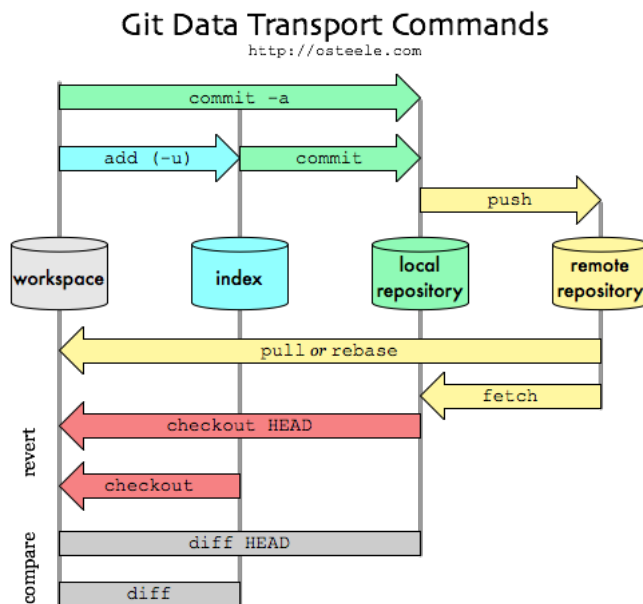 Git Data Transport Commands
http://osteele.com
commit -a
add (-u)
commit
push
workspace
index
local
repository
remote
repository
pull or rebase
fetch
revert
checkout HEAD
checkout
compare
diff HEAD
diff